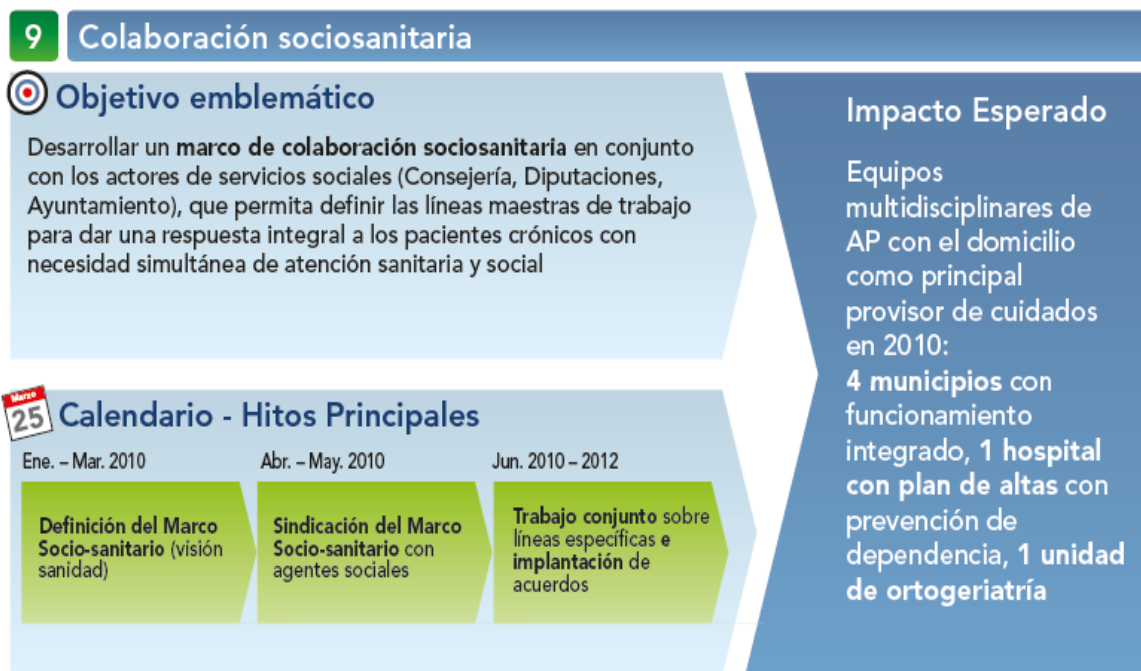 9 Colaboración sociosanitaria
Objetivo emblemático
Desarrollar un marco de colaboración sociosanitaria en conjunto
con los actores de servicios sociales (Consejería, Diputaciones,
Ayuntamiento), que permita definir las líneas maestras de trabajo
para dar una respuesta integral a los pacientes crónicos con
necesidad simultánea de atención sanitaria y social
Marzo
25
Calendario - Hitos Principales
Ene. – Mar. 2010
Definición del Marco
Socio-sanitario (visión
sanidad)
Abr. – May. 2010
Sindicación del Marco
Socio-sanitario con
agentes sociales
Jun. 2010 – 2012
Trabajo conjunto sobre
líneas específicas e
implantación de
acuerdos
Impacto Esperado
Equipos
multidisciplinares de
AP con el domicilio
como principal
provisor de cuidados
en 2010:
4 municipios con
funcionamiento
integrado, 1 hospital
con plan de altas con
prevención de
dependencia, 1 unidad
de ortogeriatría